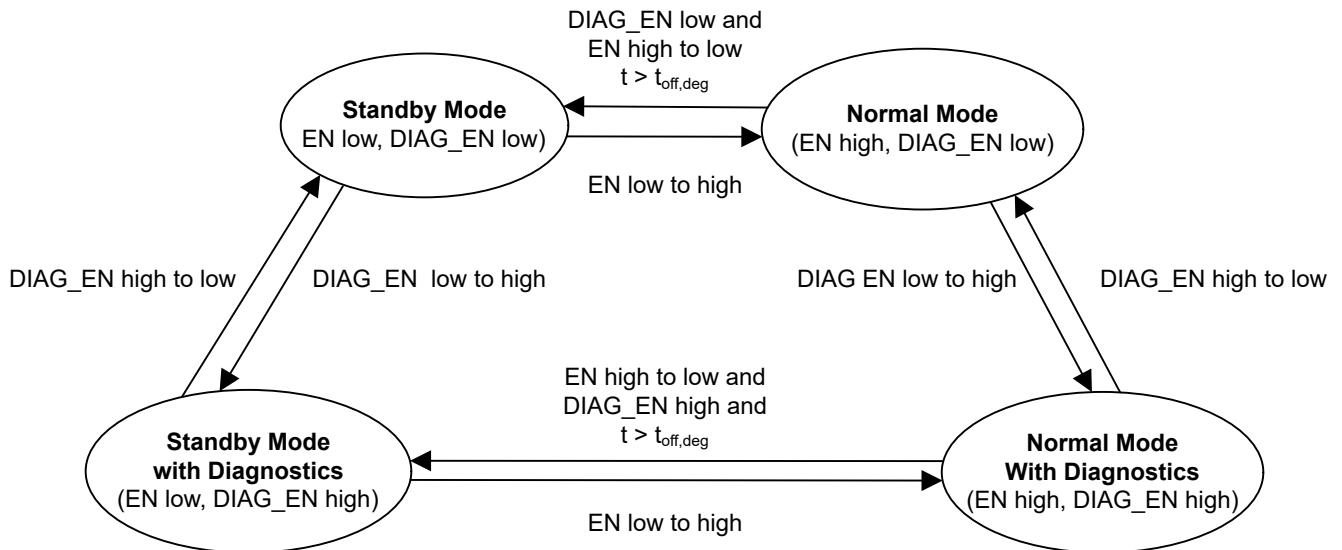 DIAG_EN low and
EN high to low
t > toff,deg
Standby Mode
EN low, DIAG_EN low)
Normal Mode
(EN high, DIAG_EN low)
EN low to high
DIAG_EN high to low
DIAG_EN low to high
DIAG EN low to high
DIAG_EN high to low
EN high to low and
DIAG_EN high and
t > toff,deg
Standby Mode
with Diagnostics
(EN low, DIAG_EN high)
Normal Mode
With Diagnostics
(EN high, DIAG_EN high)
EN low to high